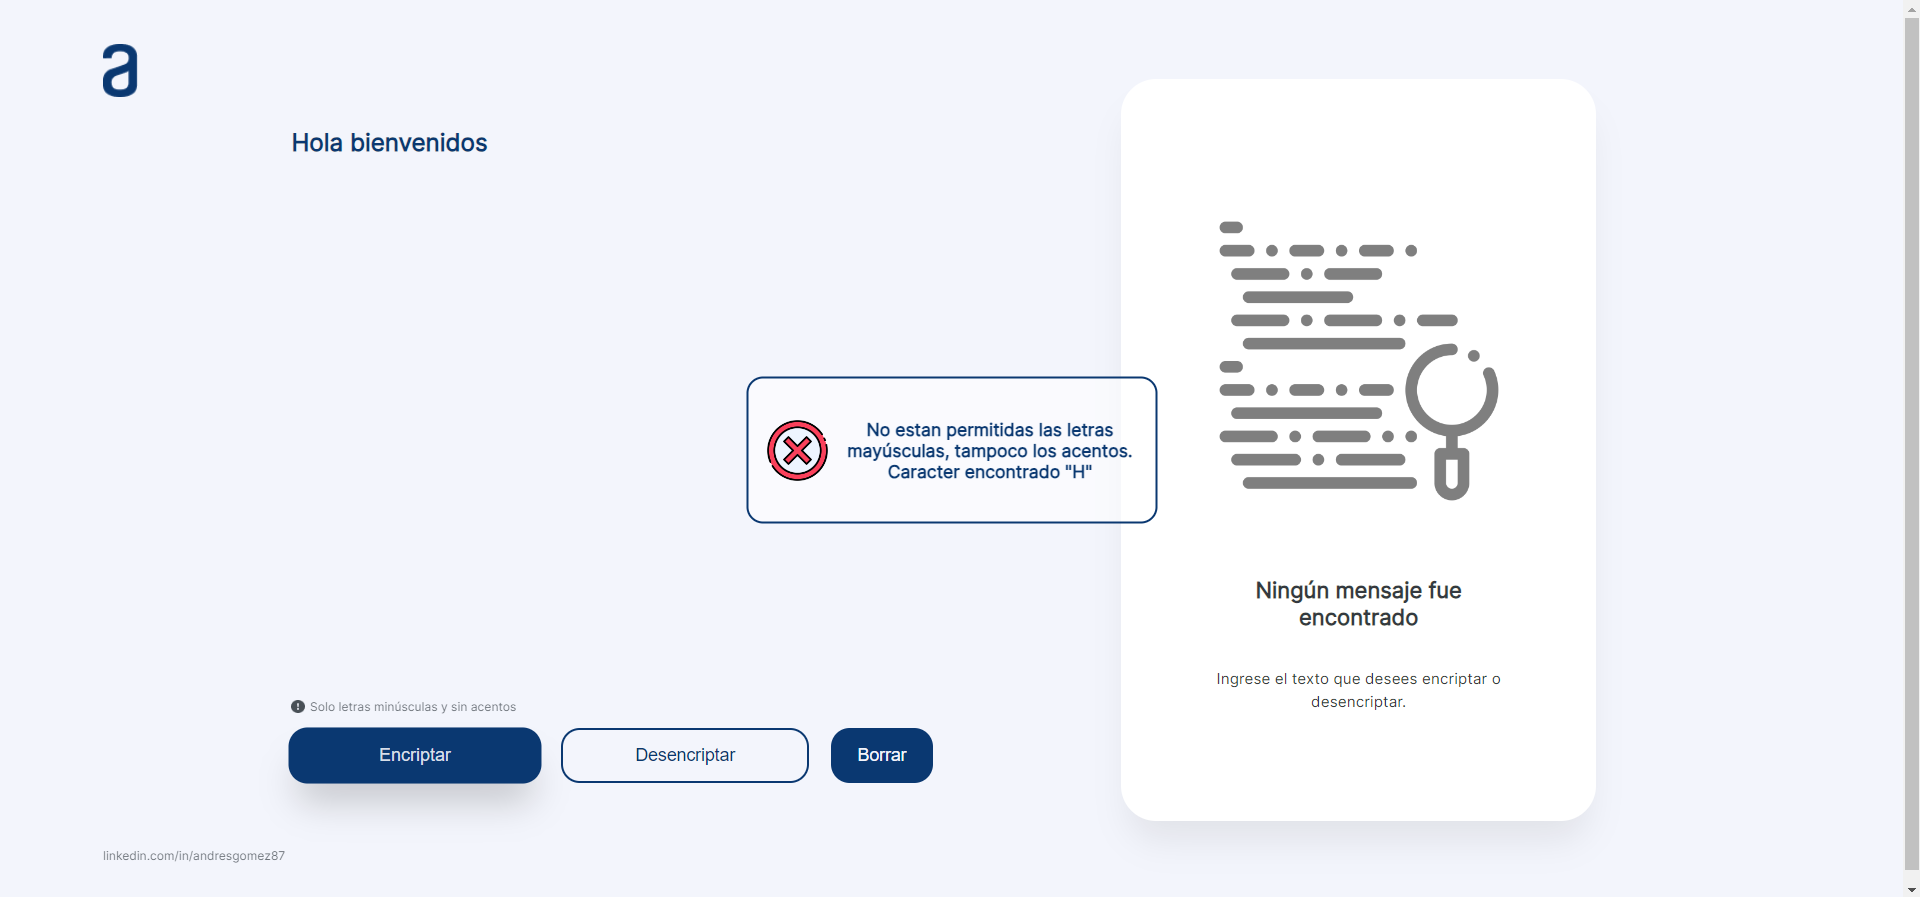 a
Hola bienvenidos
No estan permitidas las letras
mayúsculas, tampoco los acentos.
Caracter encontrado "H"
Ningún mensaje fue
encontrado
Ingrese el texto que desees encriptar o
desencriptar.
Solo letras minúsculas y sin acentos
Encriptar
Desencriptar
Borrar
linkedin.com/in/andresgomez87